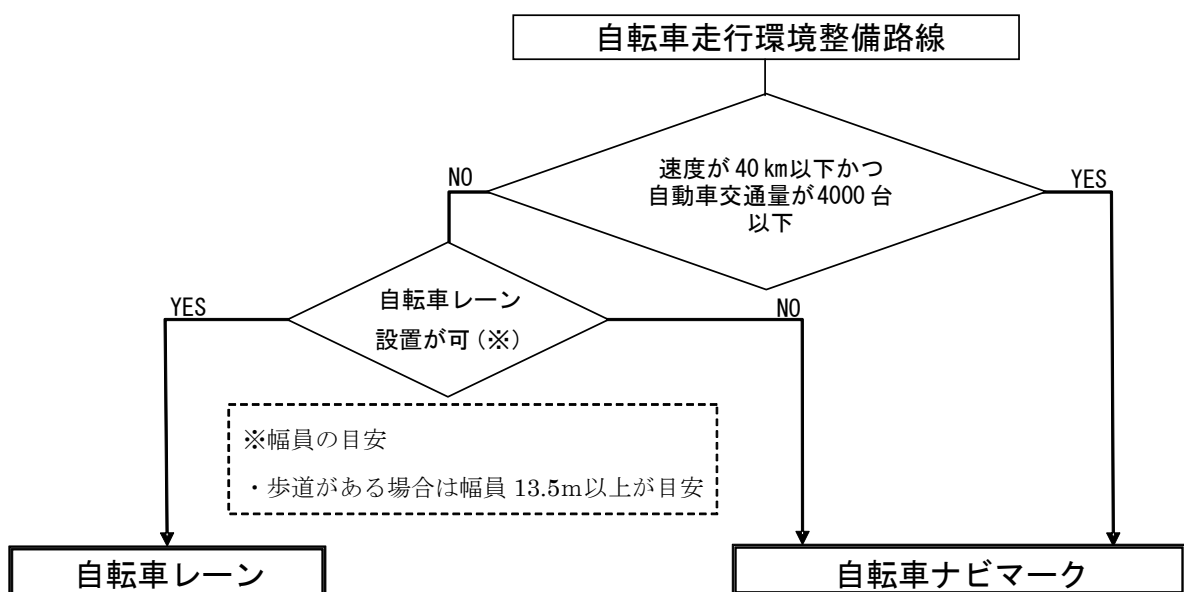 自転車走行環境整備路線
速度が40㎞以下かつ
自動車交通量が4000台
以下
NO
YES
自転車レーン
設置が可(※)
YES
NO
※幅員の目安
・歩道がある場合は幅員 13.5m以上が目安
自転車レーン
自転車ナビマーク